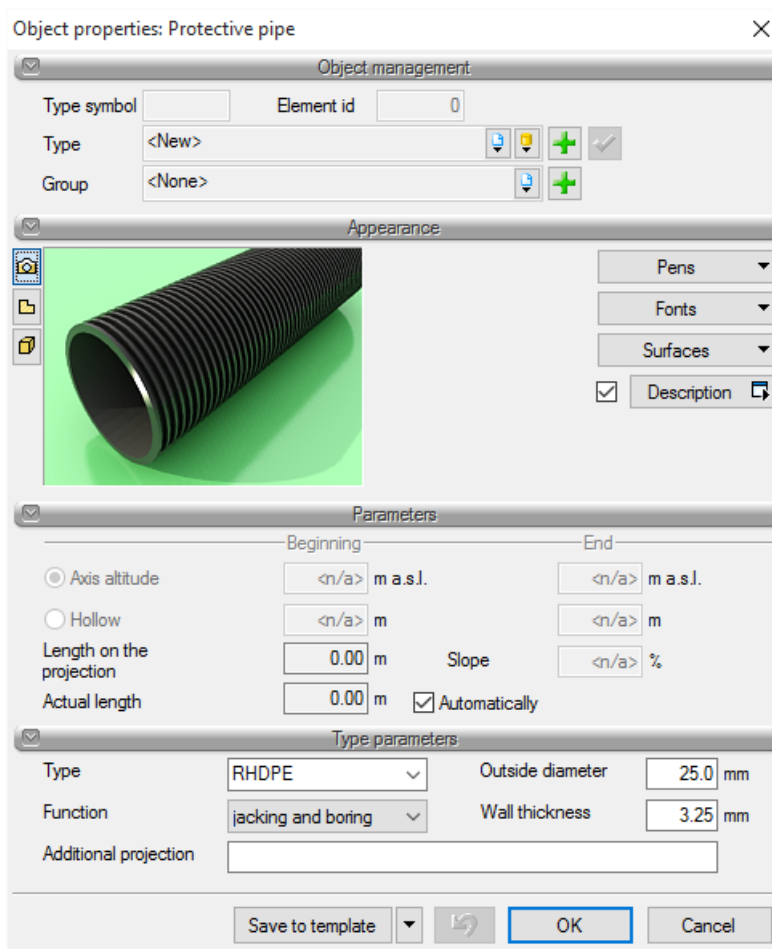 Object properties: Protective pipe
Object management
Type symbol Element id 0
Type <New>
Group <None>
Appearance
Pens
Fonts
Surfaces
Description
Parameters
Beginning End
Axis altitude <n/a> m a.s.l. <n/a> m a.s.l.
Hollow <n/a> m <n/a> m
Length on the
projection 0.00 m Slope <n/a> %
Actual length 0.00 m Automatically
Type parameters
Type RHDPE Outside diameter 25.0 mm
Function jacking and boring Wall thickness 3.25 mm
Additional projection
Save to template OK Cancel